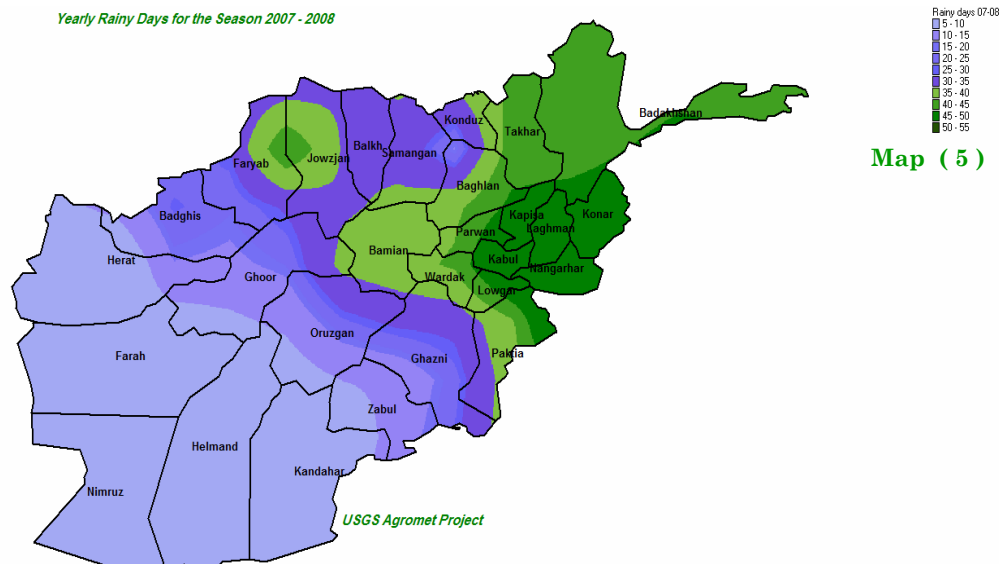 Yearly Rainy Days for the Season 2007 - 2008
Rainy days 07-08
5 - 10
10 - 15
15 - 20
20 - 25
25 - 30
30 - 35
35 - 40
40 - 45
45 - 50
50 - 55
Map ( 5 )
Badakhshan
Konduz
Takhar
Balkh
Samangan
Jowzjan
Faryab
Baghlan
Badghis
Kapisa
Konar
Laghman
Parwan
Bamian
Kabul
Herat
Nangarhar
Ghoor
Wardak
Lowgar
Oruzgan
Farah
Ghazni
Paktia
Zabul
Helmand
Kandahar
Nimruz
USGS Agromet Project